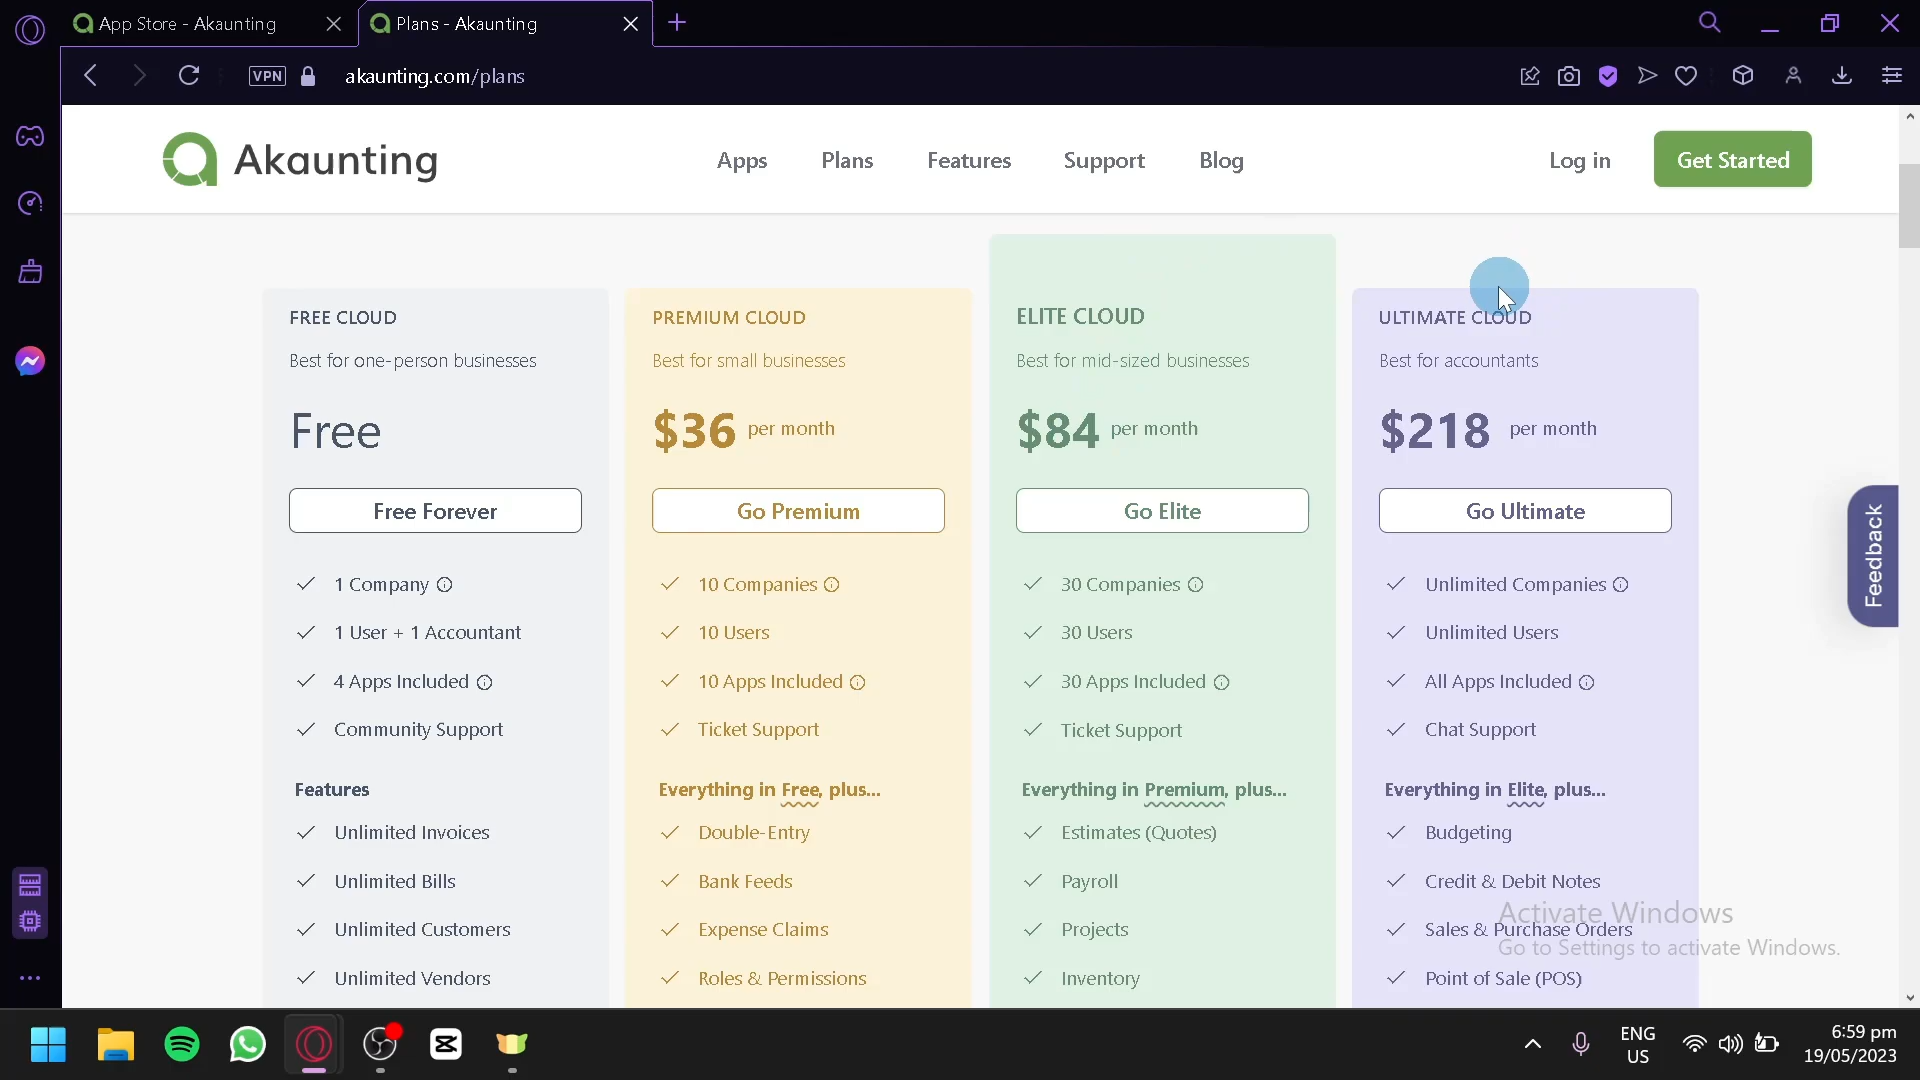 App Store - Akaunting
Plans - Akaunting
VPN
akaunting.com/plans
Akaunting
Apps
Plans
Features
Support
Blog
Log in
Get Started
FREE CLOUD
Best for one-person businesses
Free
Free Forever
1 Company
1 User + 1 Accountant
4 Apps Included
Community Support
Features
Unlimited Invoices
Unlimited Bills
Unlimited Customers
Unlimited Vendors
PREMIUM CLOUD
Best for small businesses
$36 per month
Go Premium
10 Companies
10 Users
10 Apps Included
Ticket Support
Everything in Free, plus...
Double-Entry
Bank Feeds
Expense Claims
Roles & Permissions
ELITE CLOUD
Best for mid-sized businesses
$84 per month
Go Elite
30 Companies
30 Users
30 Apps Included
Ticket Support
Everything in Premium, plus...
Estimates (Quotes)
Payroll
Projects
Inventory
ULTIMATE CLOUD
Best for accountants
$218 per month
Go Ultimate
Unlimited Companies
Unlimited Users
All Apps Included
Chat Support
Everything in Elite, plus...
Budgeting
Credit & Debit Notes
Sales & Purchase Orders
Point of Sale (POS)
Feedback
Activate Windows
Go to Settings to activate Windows.
ENG
US
6:59 pm
19/05/2023